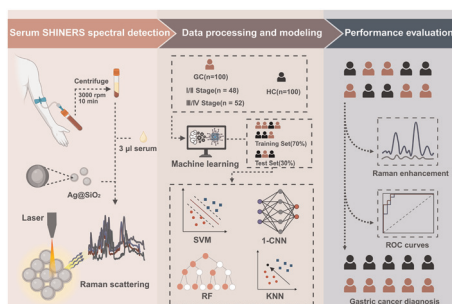 Serum SHINERS spectral detection
Data processing and modeling
Performance evaluation
Centrifuge
3000 rpm
10 min
3 μl serum
Ag@SiO₂
Laser
Raman scattering
GC(n=100)
I/II Stage(n = 48)
III/IV Stage(n = 52)
HC(n=100)
Machine learning
Training Set(70%)
Test Set(30%)
SVM
1-CNN
RF
KNN
Raman enhancement
ROC curves
Gastric cancer diagnosis